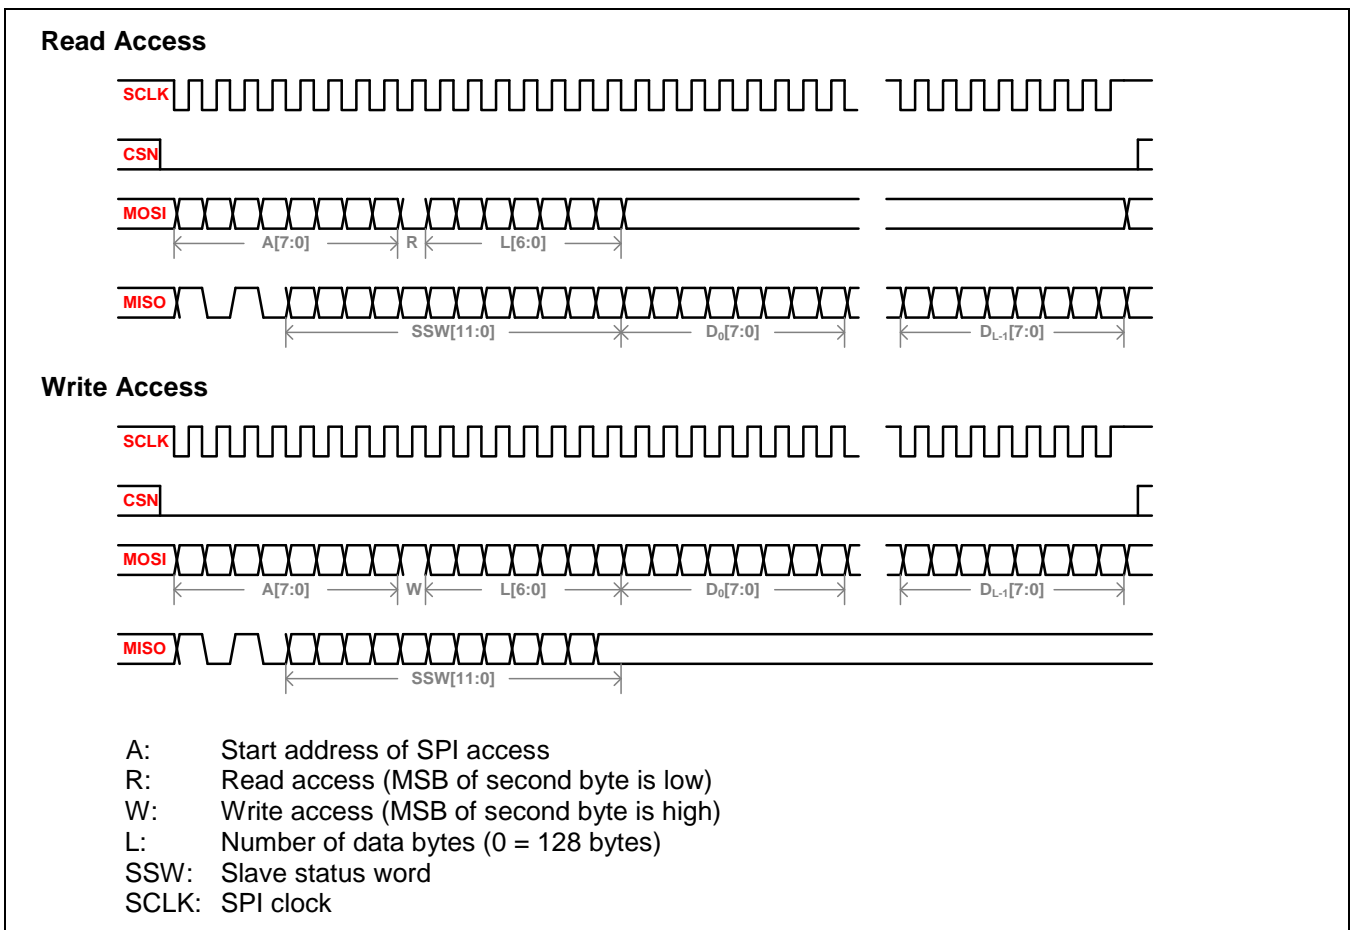 Read Access
SCLK
CSN
MOSI
A[7:0] R L[6:0]
MISO
SSW[11:0] D₀[7:0] D_L-1[7:0]
Write Access
SCLK
CSN
MOSI
A[7:0] W L[6:0] D₀[7:0] D_L-1[7:0]
MISO
SSW[11:0]
A: Start address of SPI access
R: Read access (MSB of second byte is low)
W: Write access (MSB of second byte is high)
L: Number of data bytes (0 = 128 bytes)
SSW: Slave status word
SCLK: SPI clock